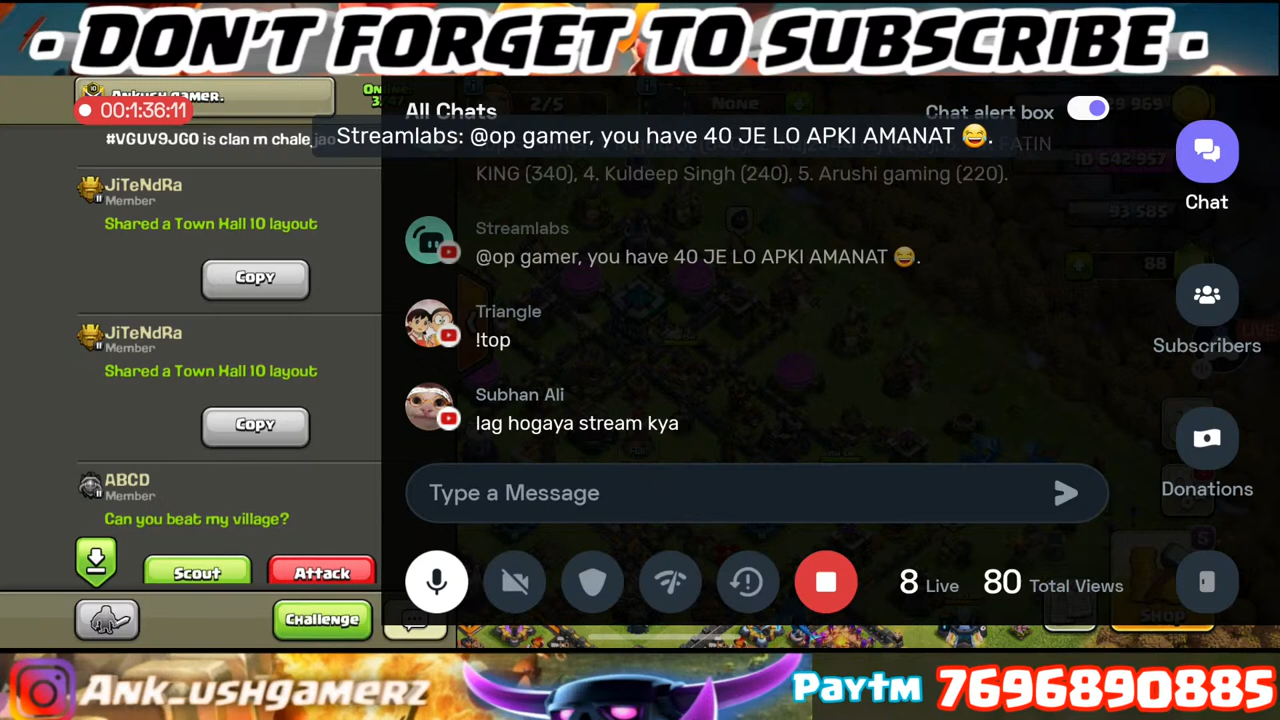 - DON'T FORGET TO SUBSCRIBE -
Ankush gamer.
00:1:36:11
#VGUV9JG0 is clan m chale jao
JiTeNdRa
Member
Shared a Town Hall 10 layout
Copy
JiTeNdRa
Member
Shared a Town Hall 10 layout
Copy
ABCD
Member
Can you beat my village?
Scout
Attack
Challenge
All Chats
Chat alert box
Streamlabs: @op gamer, you have 40 JE LO APKI AMANAT 😂.
KING (340), 4. Kuldeep Singh (240), 5. Arushi gaming (220).
Streamlabs
@op gamer, you have 40 JE LO APKI AMANAT 😂.
Triangle
!top
Subhan Ali
lag hogaya stream kya
Type a Message
8 Live
80 Total Views
Chat
Subscribers
Donations
Ank_ushgamerz
Paytm 7696890885